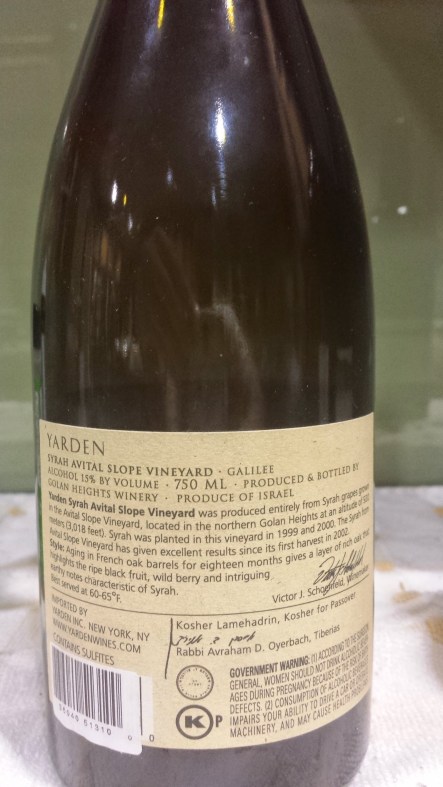 YARDEN
SYRAH AVITAL SLOPE VINEYARD · GALILEE
ALCOHOL 15% BY VOLUME · 750 ML · PRODUCED & BOTTLED BY
GOLAN HEIGHTS WINERY · PRODUCE OF ISRAEL
Yarden Syrah Avital Slope Vineyard was produced entirely from Syrah grapes grown
in the Avital Slope Vineyard, located in the northern Golan Heights at an altitude of
meters (3,018 feet). Syrah was planted in this vineyard in 1999 and 2000. The Syrah from
Avital Slope Vineyard has given excellent results since its first harvest in 2002.
Style: Aging in French oak barrels for eighteen months gives a layer of rich oak that
highlights the ripe black fruit, wild berry and intriguing
earthy notes characteristic of Syrah.
Best served at 60-65°F.
Victor J. Schoenfeld, Winemaker
IMPORTED BY
YARDEN INC. NEW YORK, NY
WWW.YARDENWINES.COM
CONTAINS SULFITES
Kosher Lamehadrin, Kosher for Passover
Rabbi Avraham D. Oyerbach, Tiberias
GOVERNMENT WARNING: (1) ACCORDING TO THE SURGEON
GENERAL, WOMEN SHOULD NOT DRINK ALCOHOLIC
AGES DURING PREGNANCY BECAUSE OF THE RISK OF BIRTH
DEFECTS. (2) CONSUMPTION OF ALCOHOLIC
IMPAIRS YOUR ABILITY TO DRIVE A CAR OR
MACHINERY, AND MAY CAUSE HEALTH
K P
0 0